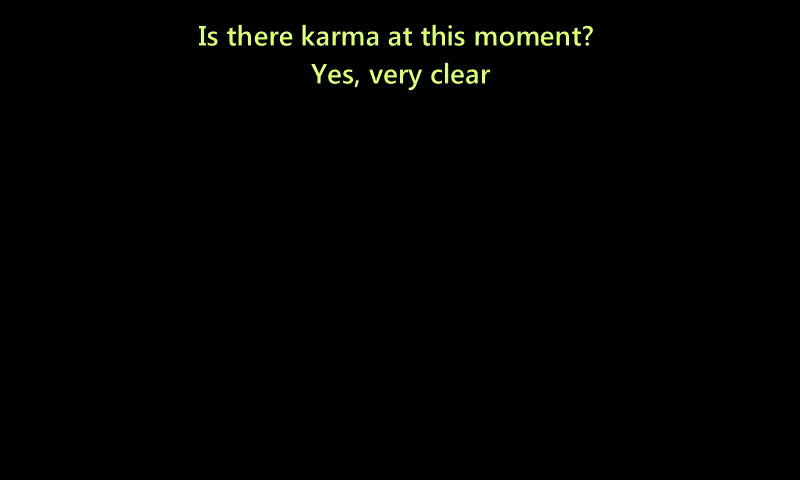 Is there karma at this moment?
Yes, very clear